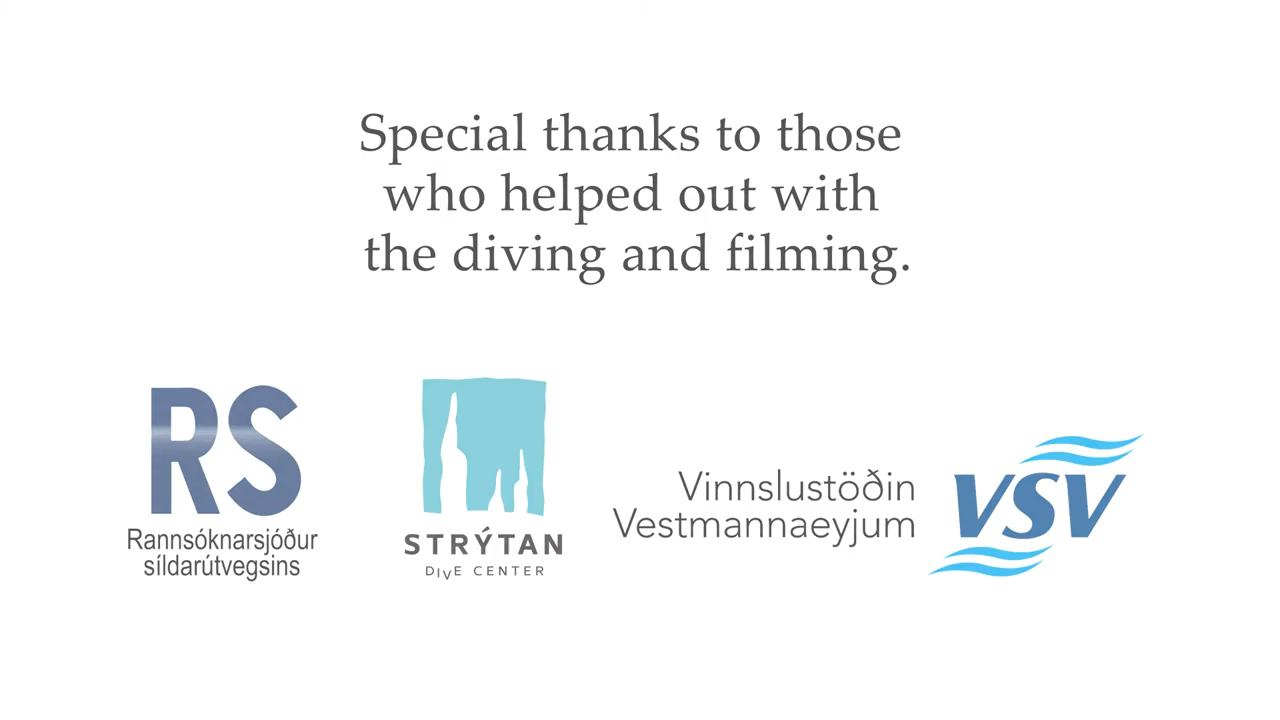 Special thanks to those
who helped out with
the diving and filming.
RS
Rannsóknarsjóður
síldarútvegsins
STRÝTAN
DIVE CENTER
Vinnslustöðin
Vestmannaeyjum
VSV